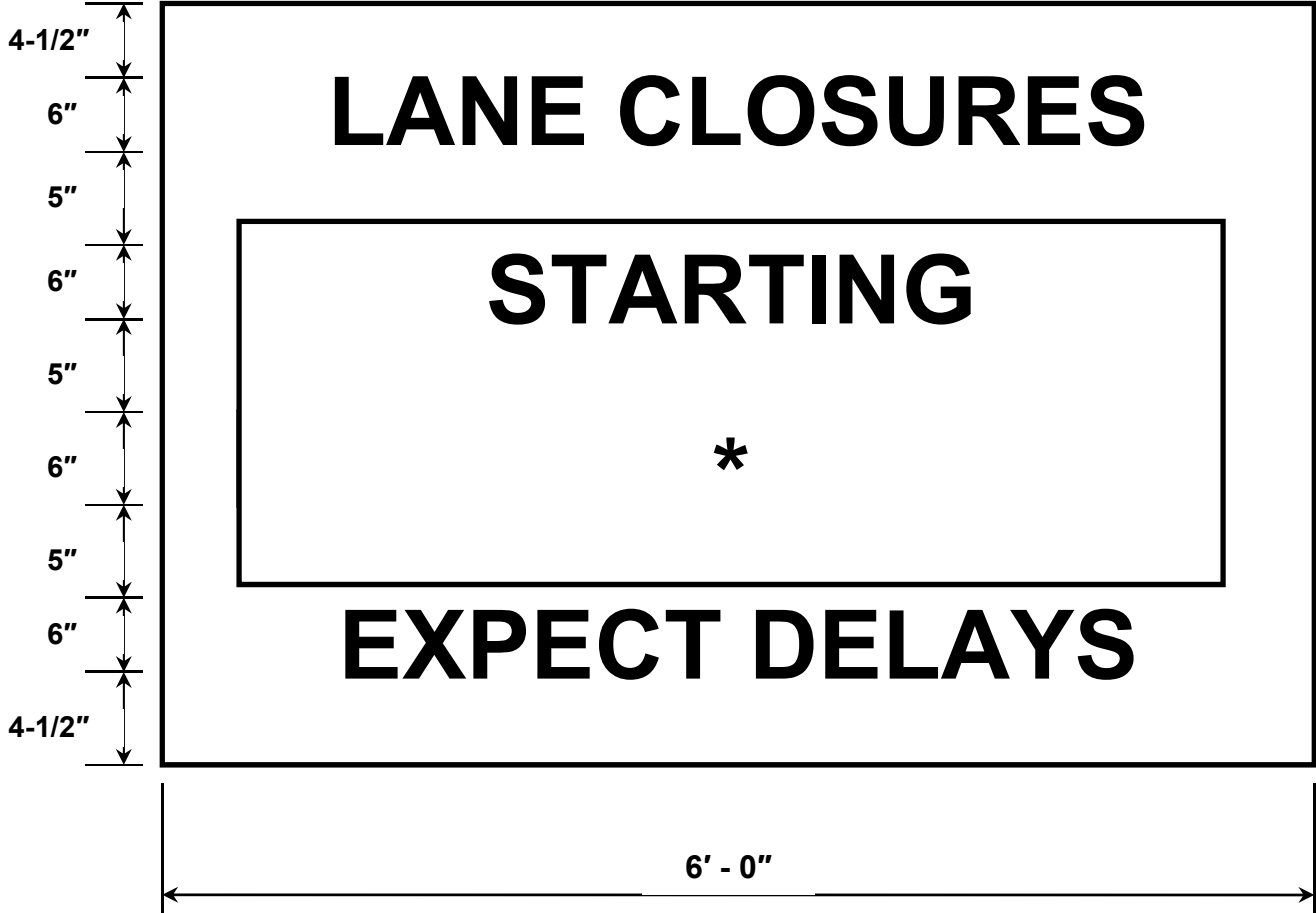 4-1/2"
LANE CLOSURES
6"
5"
STARTING
6"
5"
*
6"
5"
EXPECT DELAYS
6"
4-1/2"
6' - 0"